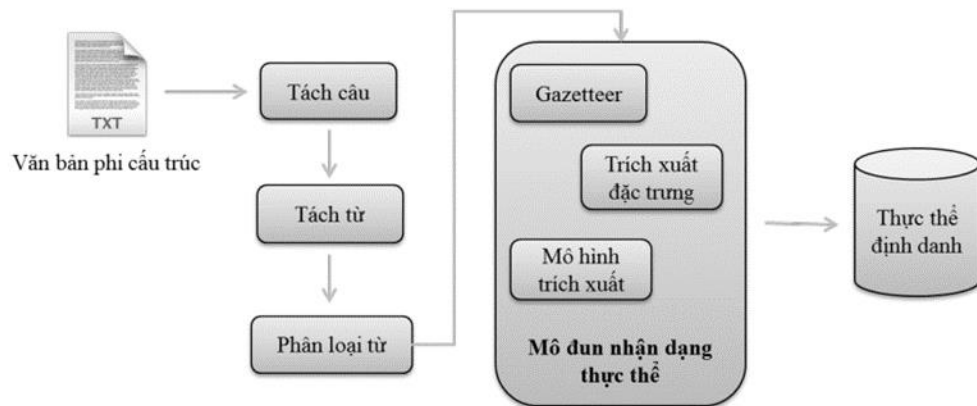 TXT
Văn bản phi cấu trúc
Tách câu
Tách từ
Phân loại từ
Gazetteer
Trích xuất
đặc trưng
Mô hình
trích xuất
Mô đun nhận dạng
thực thể
Thực thể
định danh